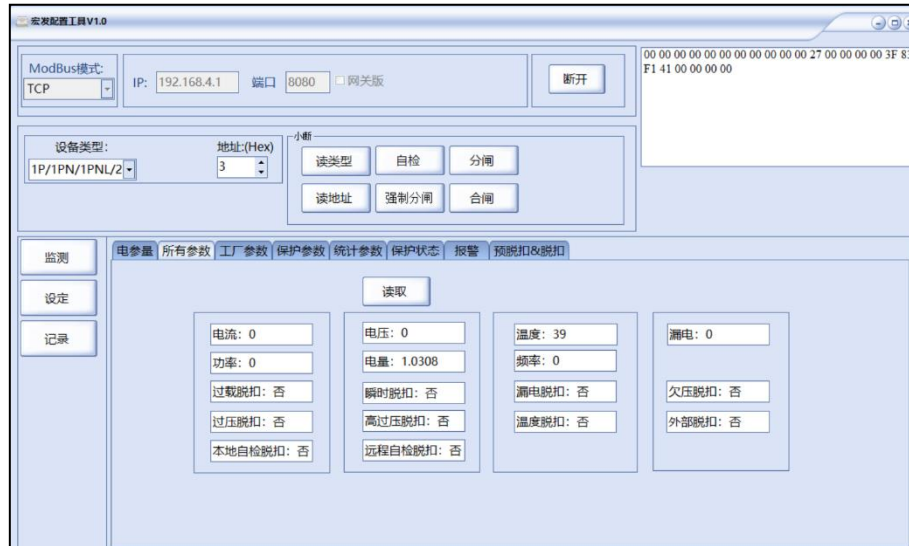 宏发配置工具V1.0
ModBus模式:
TCP
IP: 192.168.4.1 端口 8080 网关版
断开
00 00 00 00 00 00 00 00 00 00 00 27 00 00 00 00 3F 83
F1 41 00 00 00 00
设备类型:
1P/1PN/1PNL/2
地址:(Hex)
3
小断
读类型 自检 分闸
读地址 强制分闸 合闸
监测
设定
记录
电参量 所有参数 工厂参数 保护参数 统计参数 保护状态 报警 预脱扣&脱扣
读取
电流: 0 电压: 0 温度: 39 漏电: 0
功率: 0 电量: 1.0308 频率: 0
过载脱扣: 否 瞬时脱扣: 否 漏电脱扣: 否 欠压脱扣: 否
过压脱扣: 否 高过压脱扣: 否 温度脱扣: 否 外部脱扣: 否
本地自检脱扣: 否 远程自检脱扣: 否